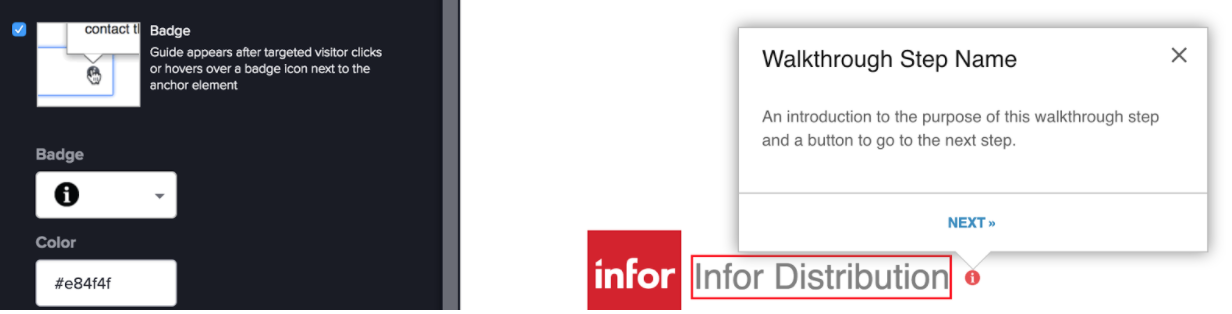 contact tl
Badge
Guide appears after targeted visitor clicks
or hovers over a badge icon next to the
anchor element
Badge
Color
#e84f4f
Walkthrough Step Name
An introduction to the purpose of this walkthrough step
and a button to go to the next step.
NEXT »
infor
Infor Distribution